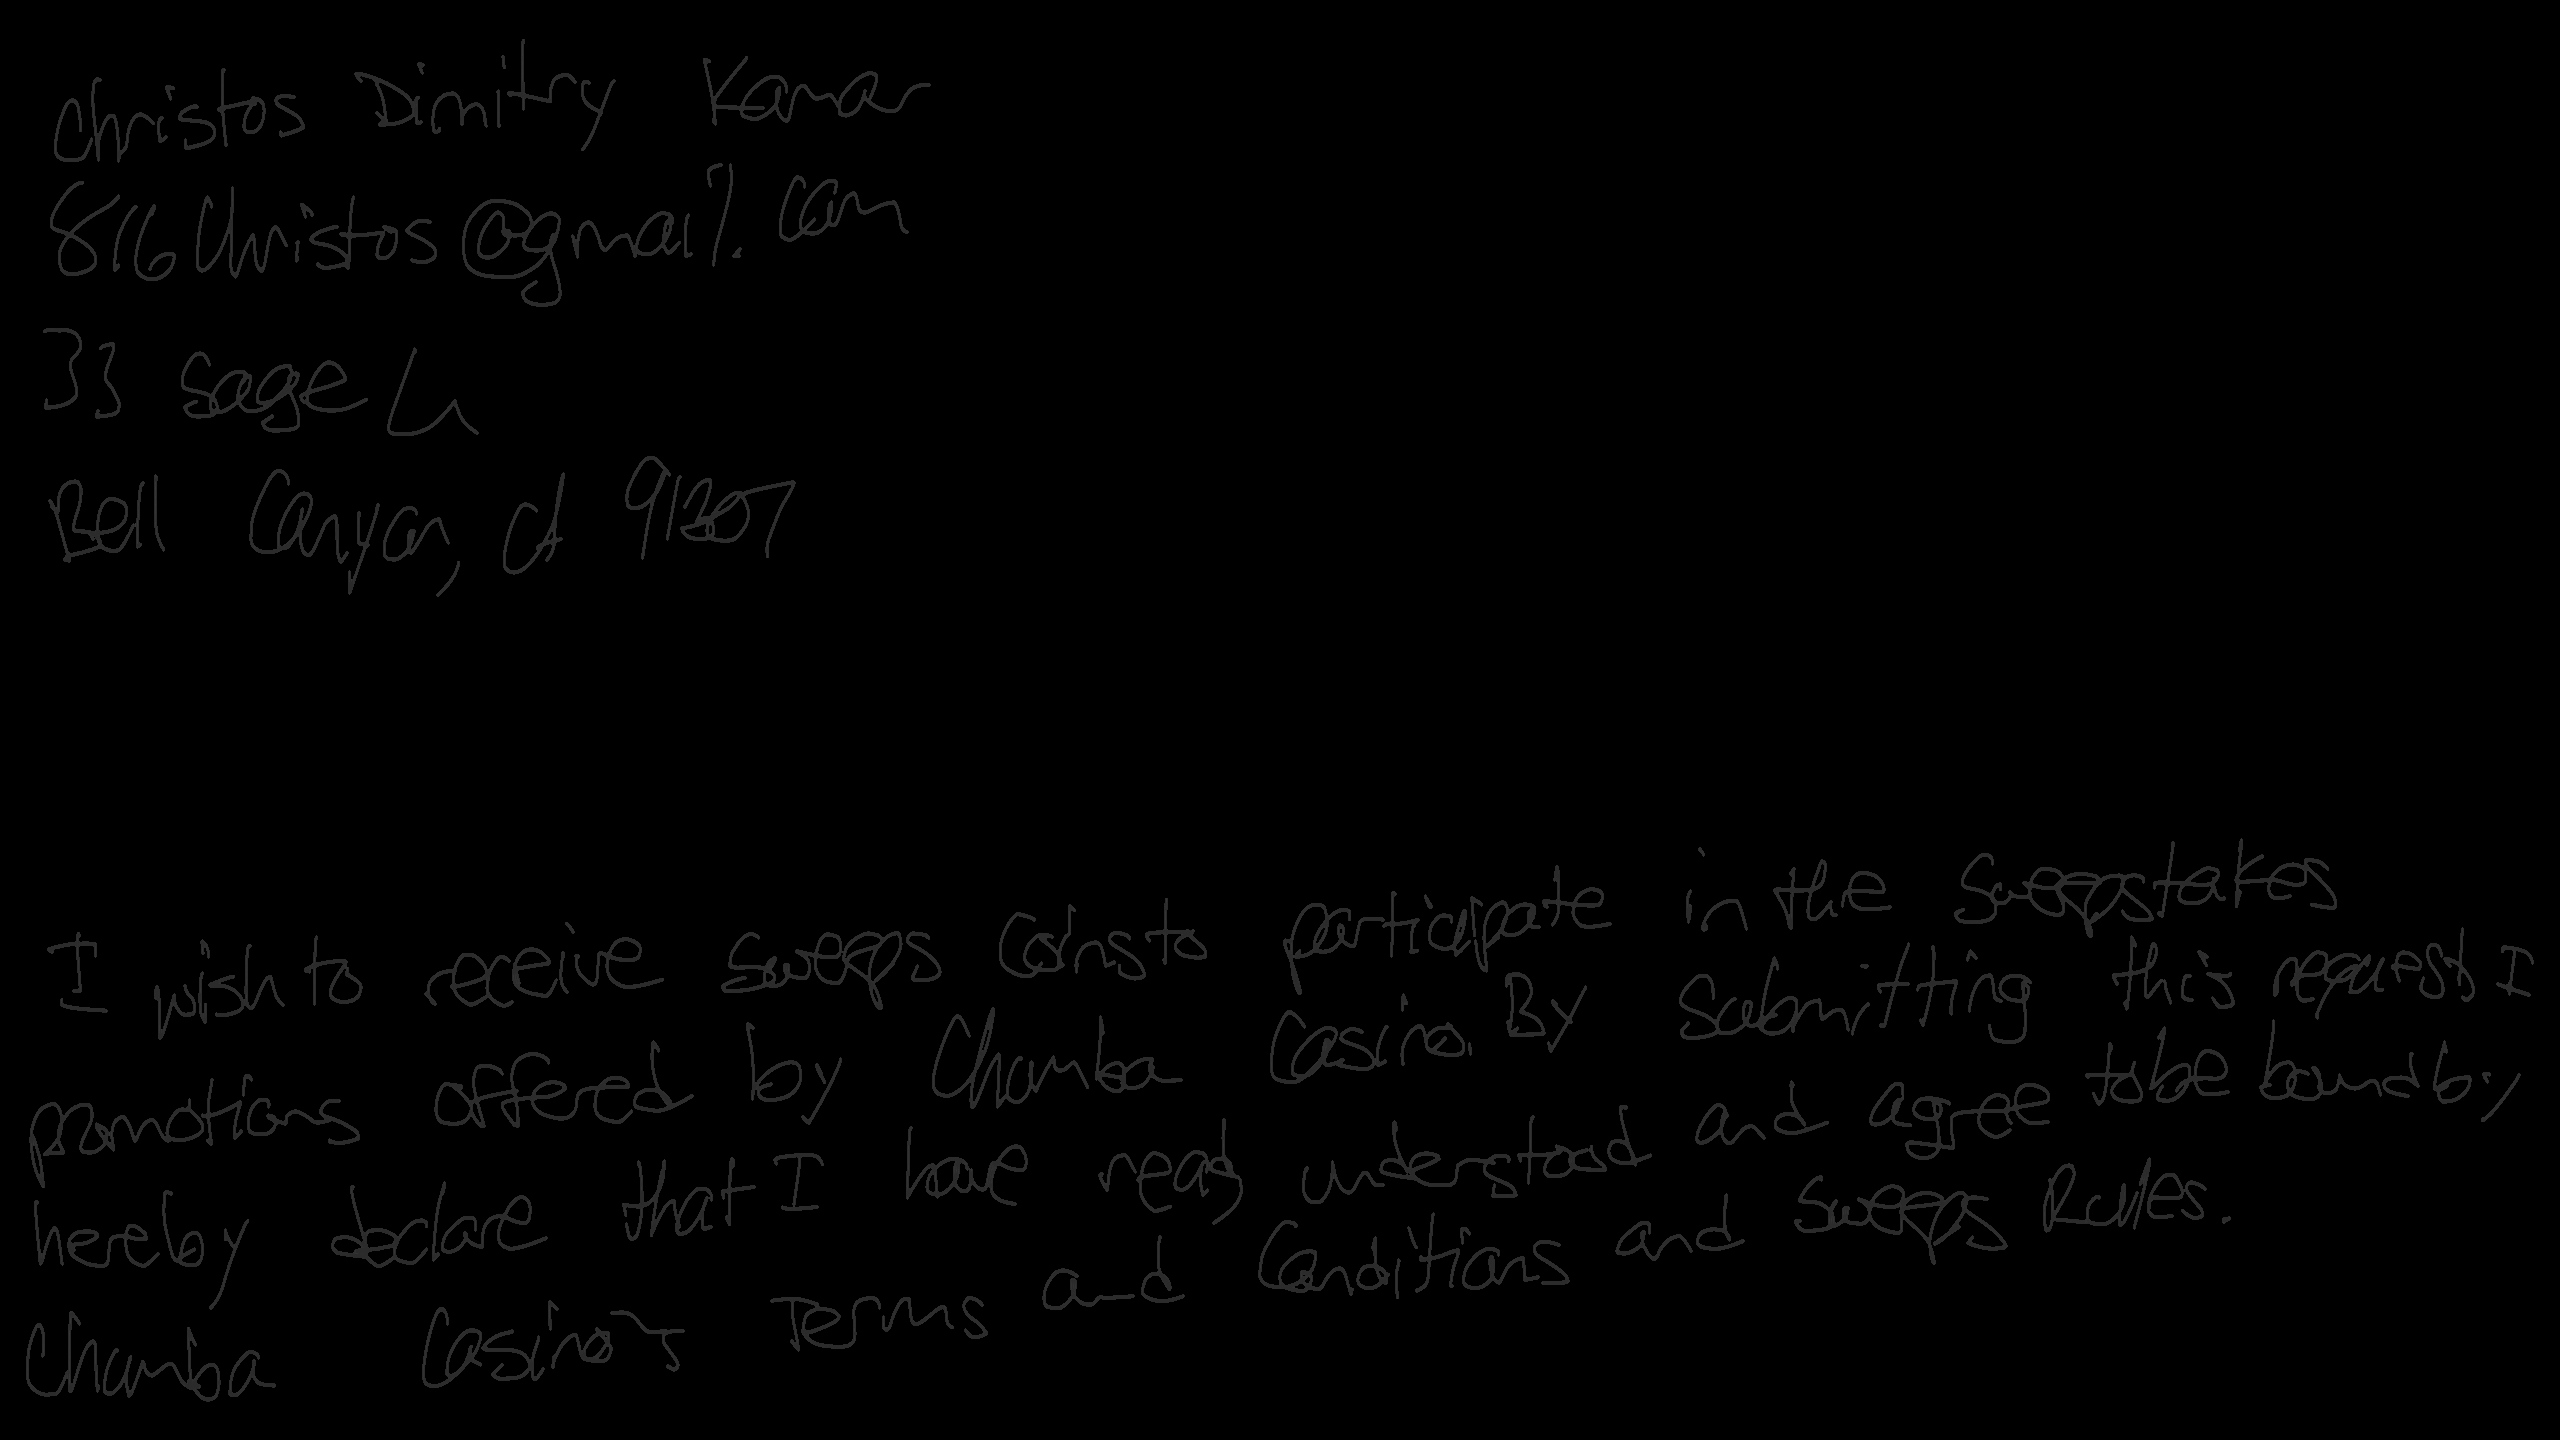 Christos Dimitry Kamar
816Christos@gmail.com
33 Sage Ln
Bell Canyon, CA 91307
I wish to receive sweeps coins to participate in the sweepstakes
promotions offered by Chumba Casino. By submitting this request, I
hereby declare that I have read, understood and agree to be bound by
Chumba Casino's Terms and Conditions and Sweeps Rules.